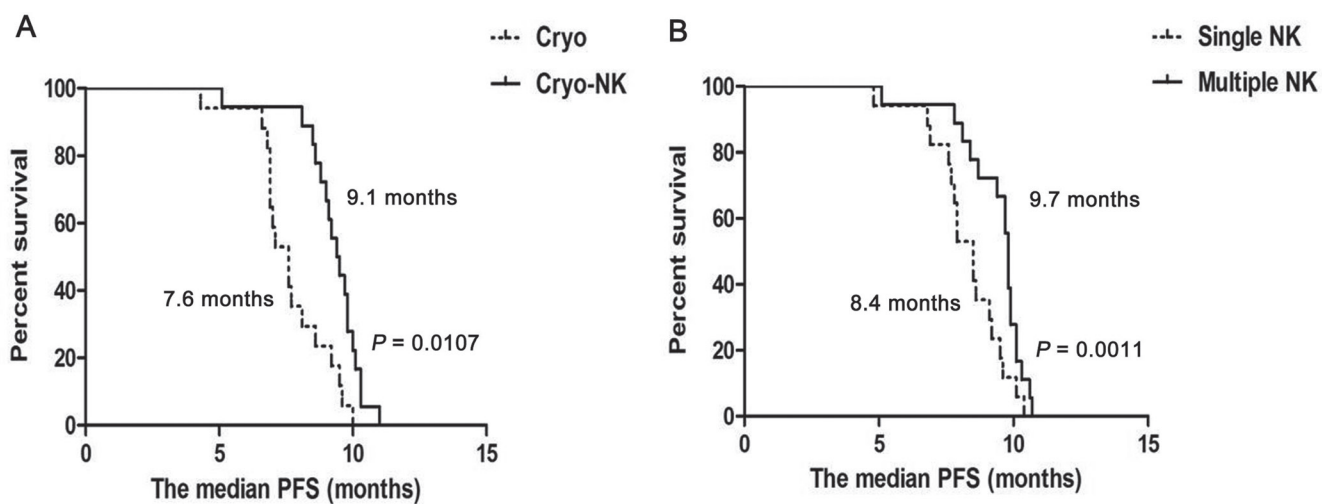 A
Cryo
Cryo-NK
100
80
60
40
20
0
Percent survival
9.1 months
7.6 months
P = 0.0107
0 5 10 15
The median PFS (months)
B
Single NK
Multiple NK
100
80
60
40
20
0
Percent survival
9.7 months
8.4 months
P = 0.0011
0 5 10 15
The median PFS (months)